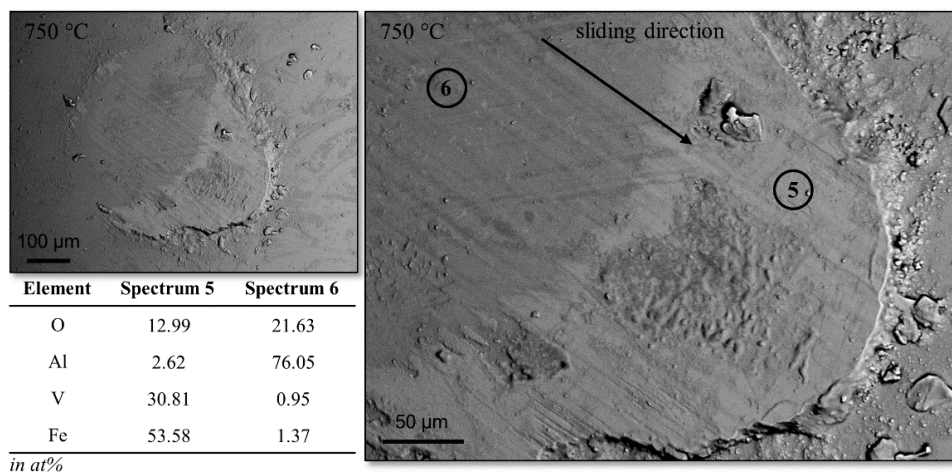 750 °C
100 µm
750 °C
sliding direction
6
5
50 µm
Element Spectrum 5 Spectrum 6
O 12.99 21.63
Al 2.62 76.05
V 30.81 0.95
Fe 53.58 1.37
in at%